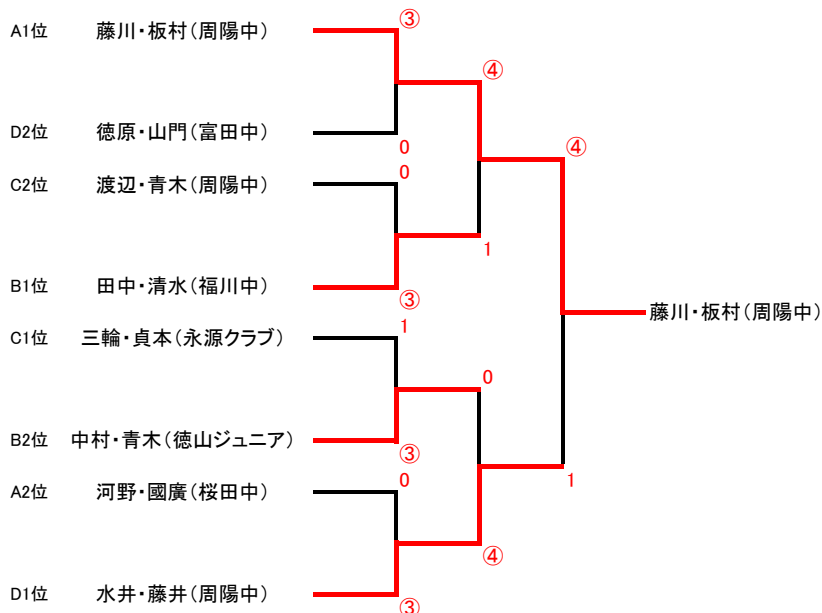 A1位 藤川・板村(周陽中) ③
④
D2位 徳原・山門(富田中) 0
④
C2位 渡辺・青木(周陽中) 0
1
B1位 田中・清水(福川中) ③
藤川・板村(周陽中)
C1位 三輪・貞本(永源クラブ) 1
0
B2位 中村・青木(徳山ジュニア) ③
1
A2位 河野・國廣(桜田中) 0
④
D1位 水井・藤井(周陽中) ③